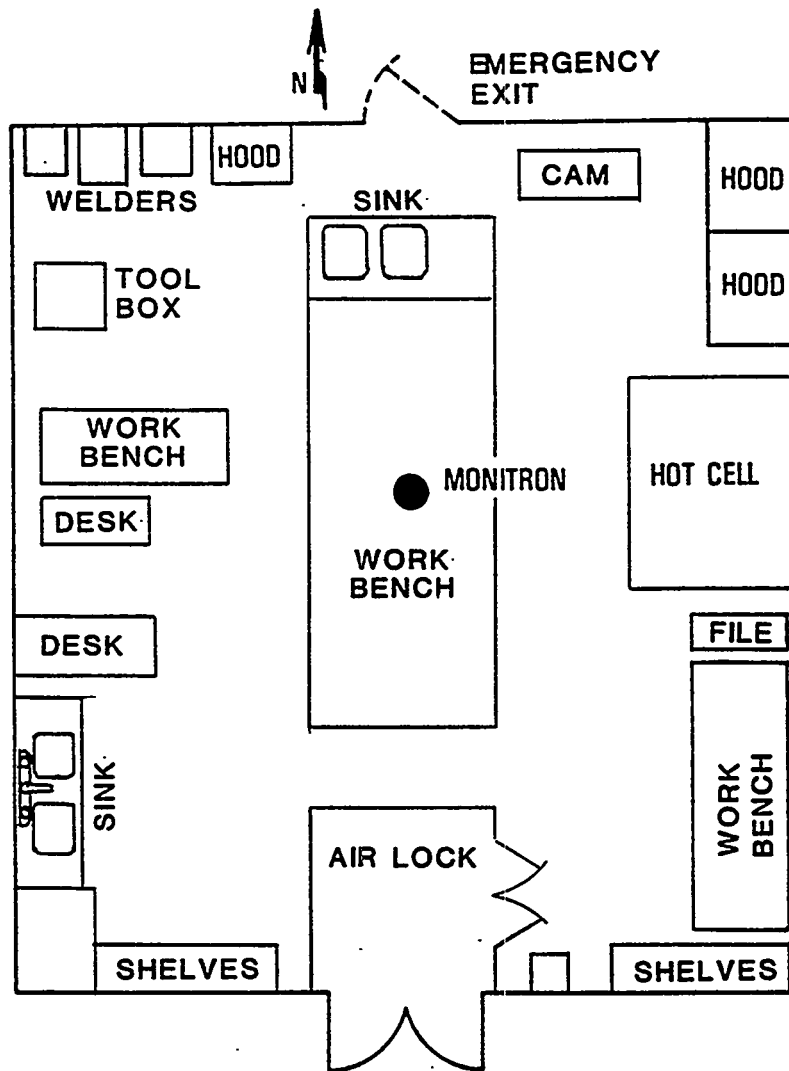 N
EMERGENCY
EXIT
HOOD
CAM
HOOD
WELDERS
SINK
TOOL
BOX
HOOD
WORK
BENCH
MONITRON
HOT CELL
DESK
WORK
BENCH
DESK
FILE
SINK
WORK
BENCH
AIR LOCK
SHELVES
SHELVES